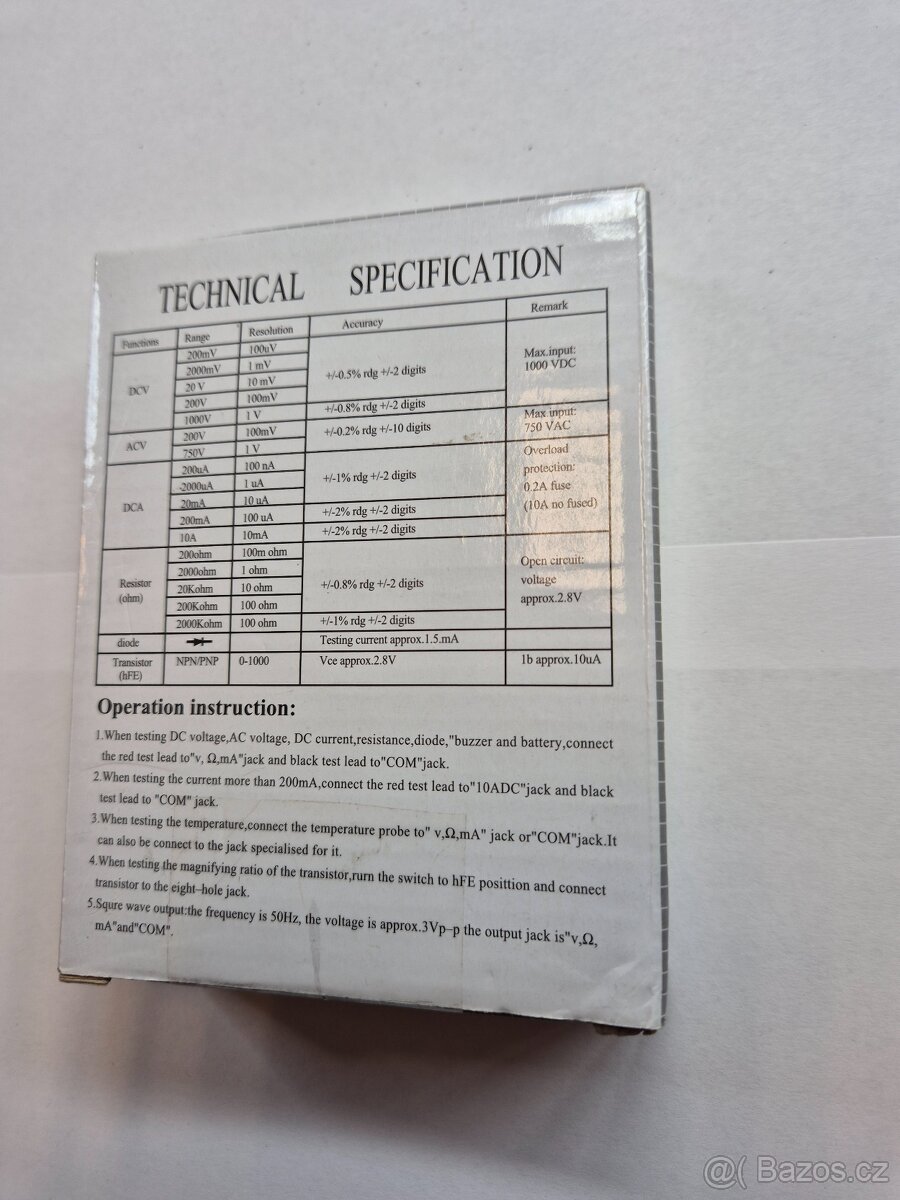 TECHNICAL SPECIFICATION
Functions Range Resolution Accuracy Remark
DCV 200mV 100uV +/-0.5% rdg +/-2 digits Max.input: 1000 VDC
2000mV 1 mV
20 V 10 mV
200V 100mV
1000V 1 V +/-0.8% rdg +/-2 digits
ACV 200V 100mV +/-0.2% rdg +/-10 digits Max.input: 750 VAC
750V 1 V
DCA 200uA 100 nA +/-1% rdg +/-2 digits Overload protection: 0.2A fuse (10A no fused)
-2000uA 1 uA
20mA 10 uA
200mA 100 uA +/-2% rdg +/-2 digits
10A 10mA +/-2% rdg +/-2 digits
Resistor (ohm) 200ohm 100m ohm +/-0.8% rdg +/-2 digits Open circuit: voltage approx.2.8V
2000ohm 1 ohm
20Kohm 10 ohm
200Kohm 100 ohm
2000Kohm 100 ohm +/-1% rdg +/-2 digits
diode Testing current approx.1.5.mA
Transistor (hFE) NPN/PNP 0-1000 Vce approx.2.8V 1b approx.10uA
Operation instruction:
1.When testing DC voltage,AC voltage, DC current,resistance,diode,"buzzer and battery,connect
the red test lead to"v, Ω,mA"jack and black test lead to"COM"jack.
2.When testing the current more than 200mA,connect the red test lead to"10ADC"jack and black
test lead to "COM" jack.
3.When testing the temperature,connect the temperature probe to" v,Ω,mA" jack or"COM"jack.It
can also be connect to the jack specialised for it.
4.When testing the magnifying ratio of the transistor,rurn the switch to hFE posittion and connect
transistor to the eight–hole jack.
5.Squre wave output:the frequency is 50Hz, the voltage is approx.3Vp–p the output jack is"v,Ω,
mA"and"COM".
@( Bazos.cz